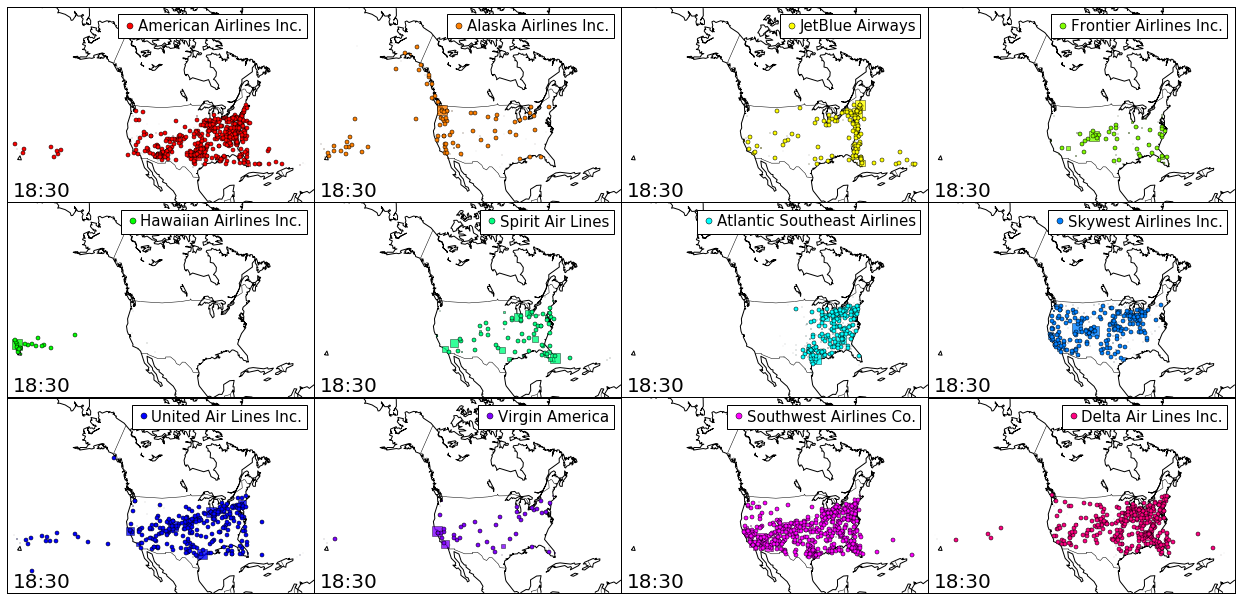 American Airlines Inc.
Alaska Airlines Inc.
JetBlue Airways
Frontier Airlines Inc.
18:30
18:30
18:30
18:30
Hawaiian Airlines Inc.
Spirit Air Lines
Atlantic Southeast Airlines
Skywest Airlines Inc.
18:30
18:30
18:30
18:30
United Air Lines Inc.
Virgin America
Southwest Airlines Co.
Delta Air Lines Inc.
18:30
18:30
18:30
18:30